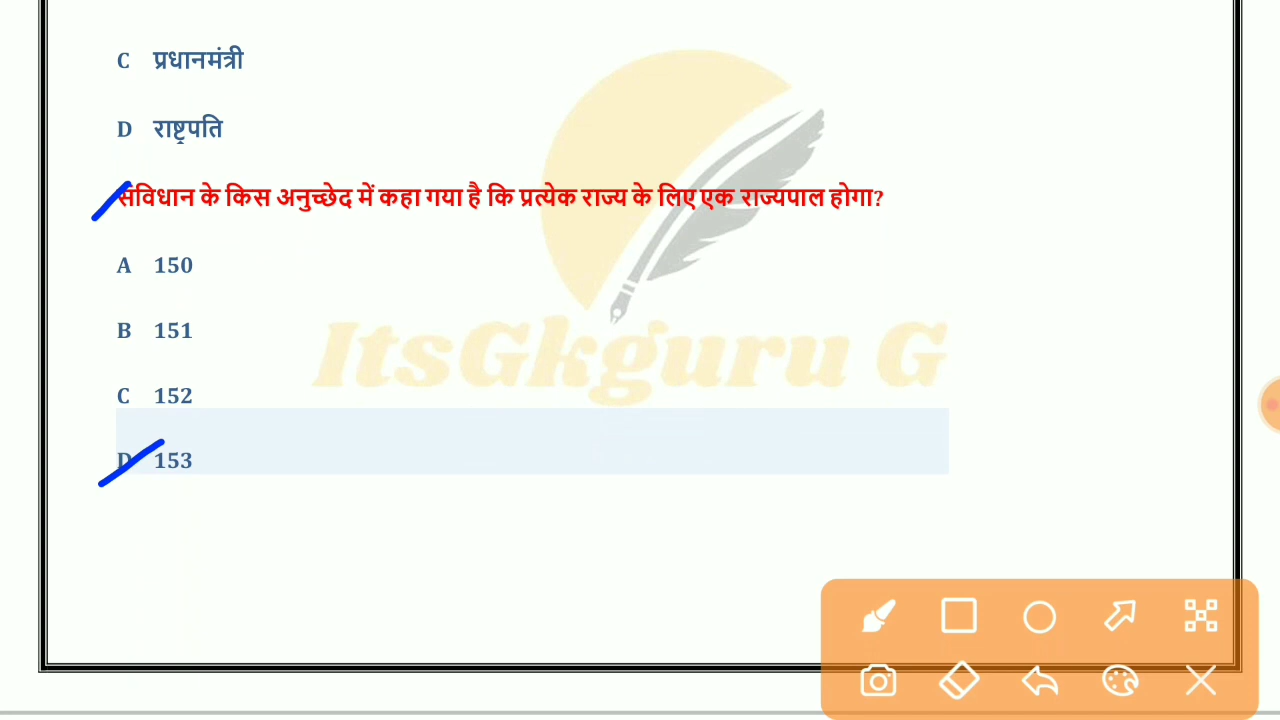 C प्रधानमंत्री
D राष्ट्रपति
संविधान के किस अनुच्छेद में कहा गया है कि प्रत्येक राज्य के लिए एक राज्यपाल होगा?
A 150
B 151
ItsGkguru G
C 152
D 153